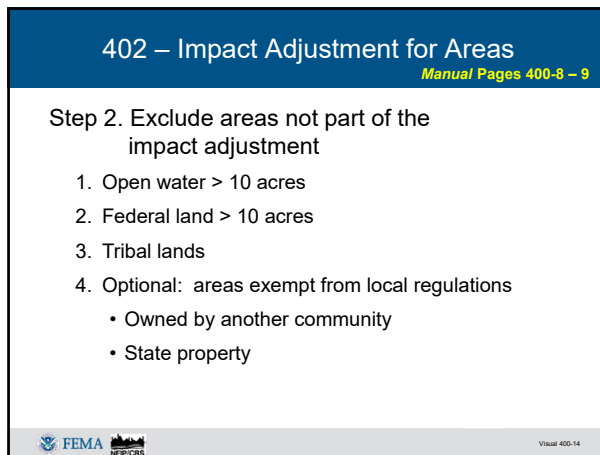 402 – Impact Adjustment for Areas
Manual Pages 400-8 – 9
Step 2. Exclude areas not part of the
impact adjustment
1. Open water > 10 acres
2. Federal land > 10 acres
3. Tribal lands
4. Optional: areas exempt from local regulations
• Owned by another community
• State property
FEMA
NFIP/CRS
Visual 400-14